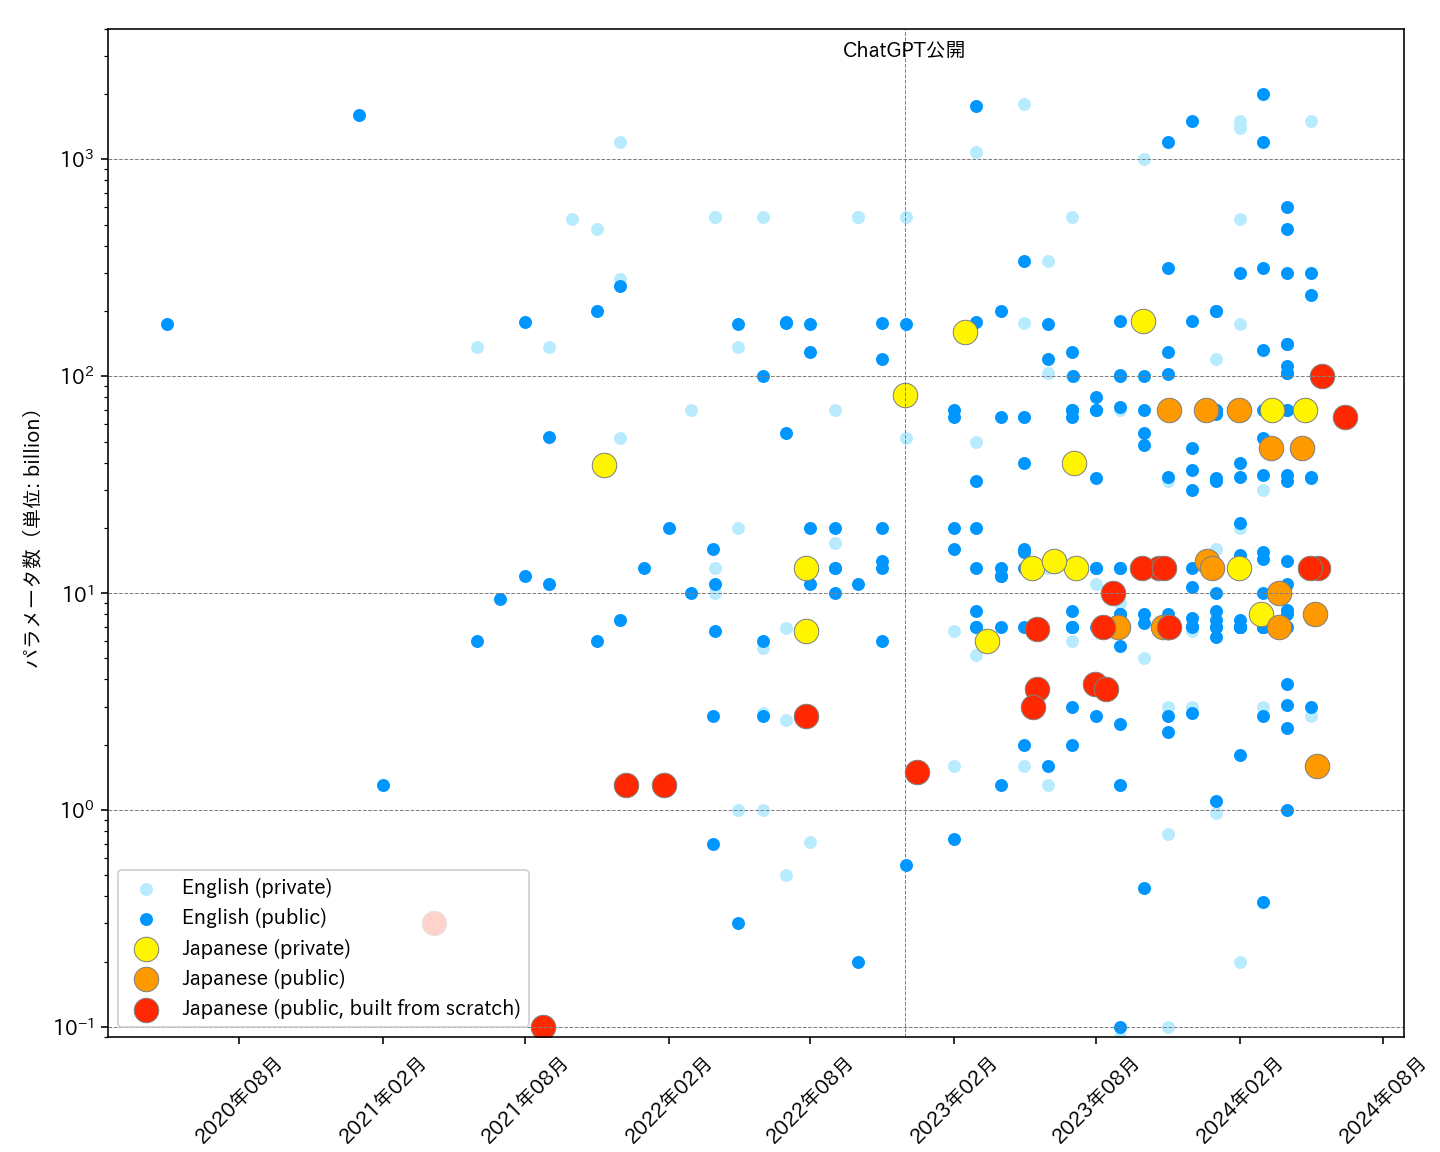 ChatGPT公開
10³
10²
10¹
10⁰
10⁻¹
パラメータ数（単位: billion）
English (private)
English (public)
Japanese (private)
Japanese (public)
Japanese (public, built from scratch)
2020年08月
2021年02月
2021年08月
2022年02月
2022年08月
2023年02月
2023年08月
2024年02月
2024年08月